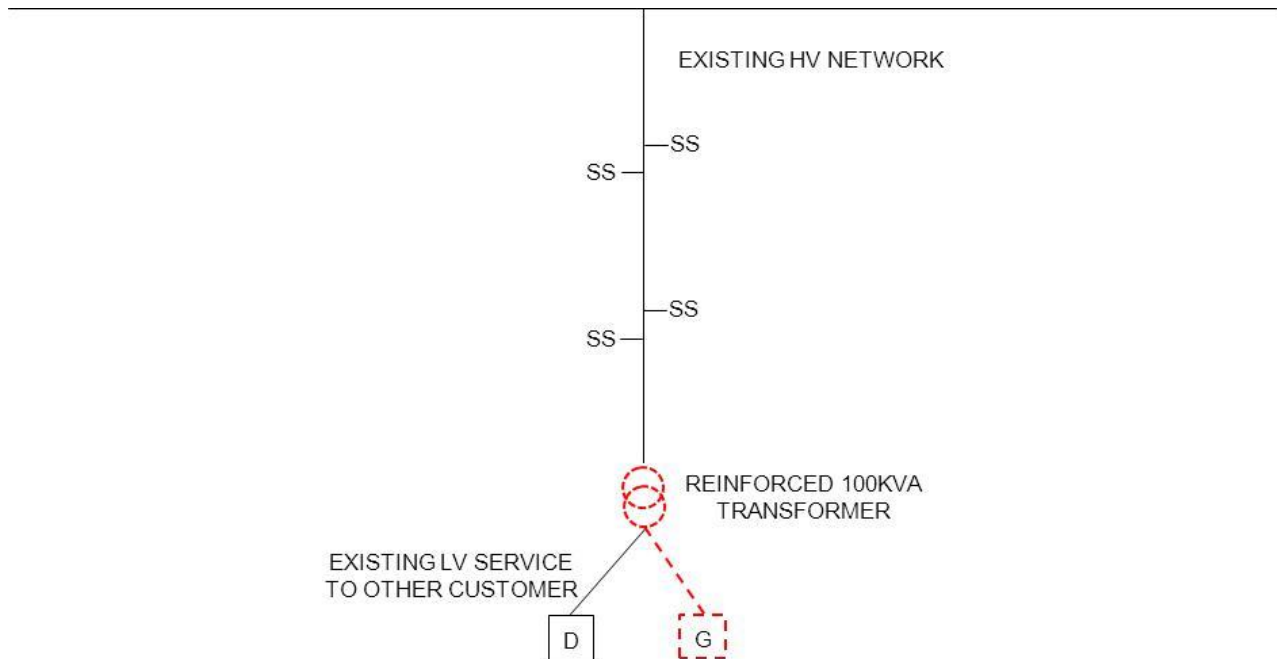 EXISTING HV NETWORK
SS
SS
SS
SS
REINFORCED 100KVA
TRANSFORMER
EXISTING LV SERVICE
TO OTHER CUSTOMER
D
G